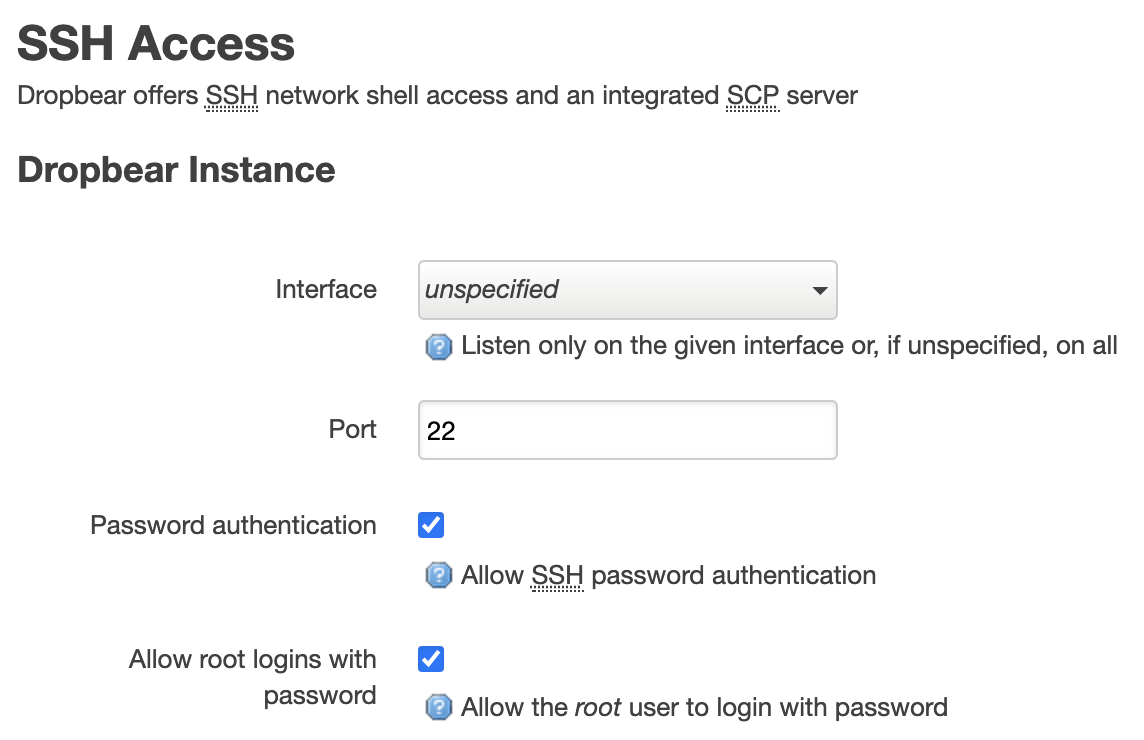 SSH Access
Dropbear offers SSH network shell access and an integrated SCP server
Dropbear Instance
Interface
unspecified
Listen only on the given interface or, if unspecified, on all
Port
22
Password authentication
Allow SSH password authentication
Allow root logins with
password
Allow the root user to login with password